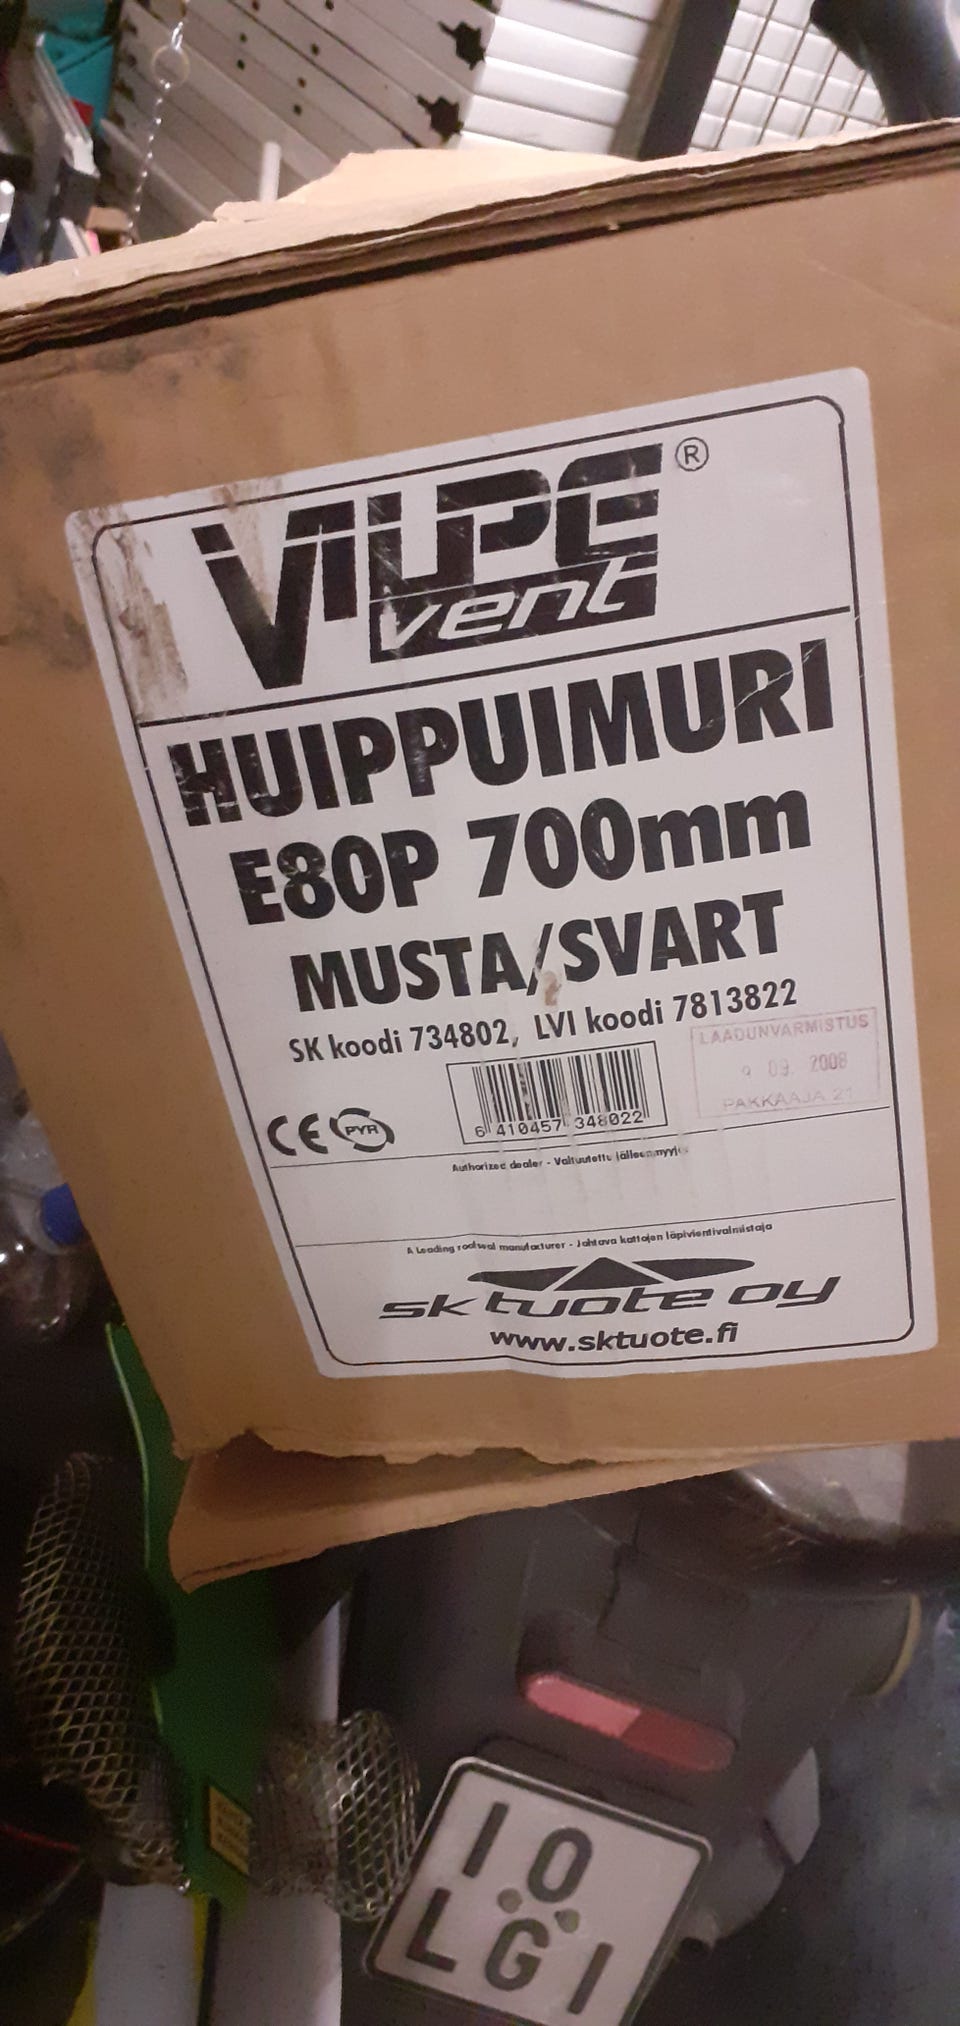 VILPE®
vent
HUIPPUIMURI
E80P 700mm
MUSTA/SVART
SK koodi 734802, LVI koodi 7813822
LAADUNVARMISTUS
9 09. 2008
PAKKAAJA 21
CE PYR
6 410457 348022
Authorized dealer - Valtuutettu jälleenmyyjä
A Leading roofseal manufacturer - Johtava kattojen läpivientivalmistaja
sk tuote oy
www.sktuote.fi
IO
LGI